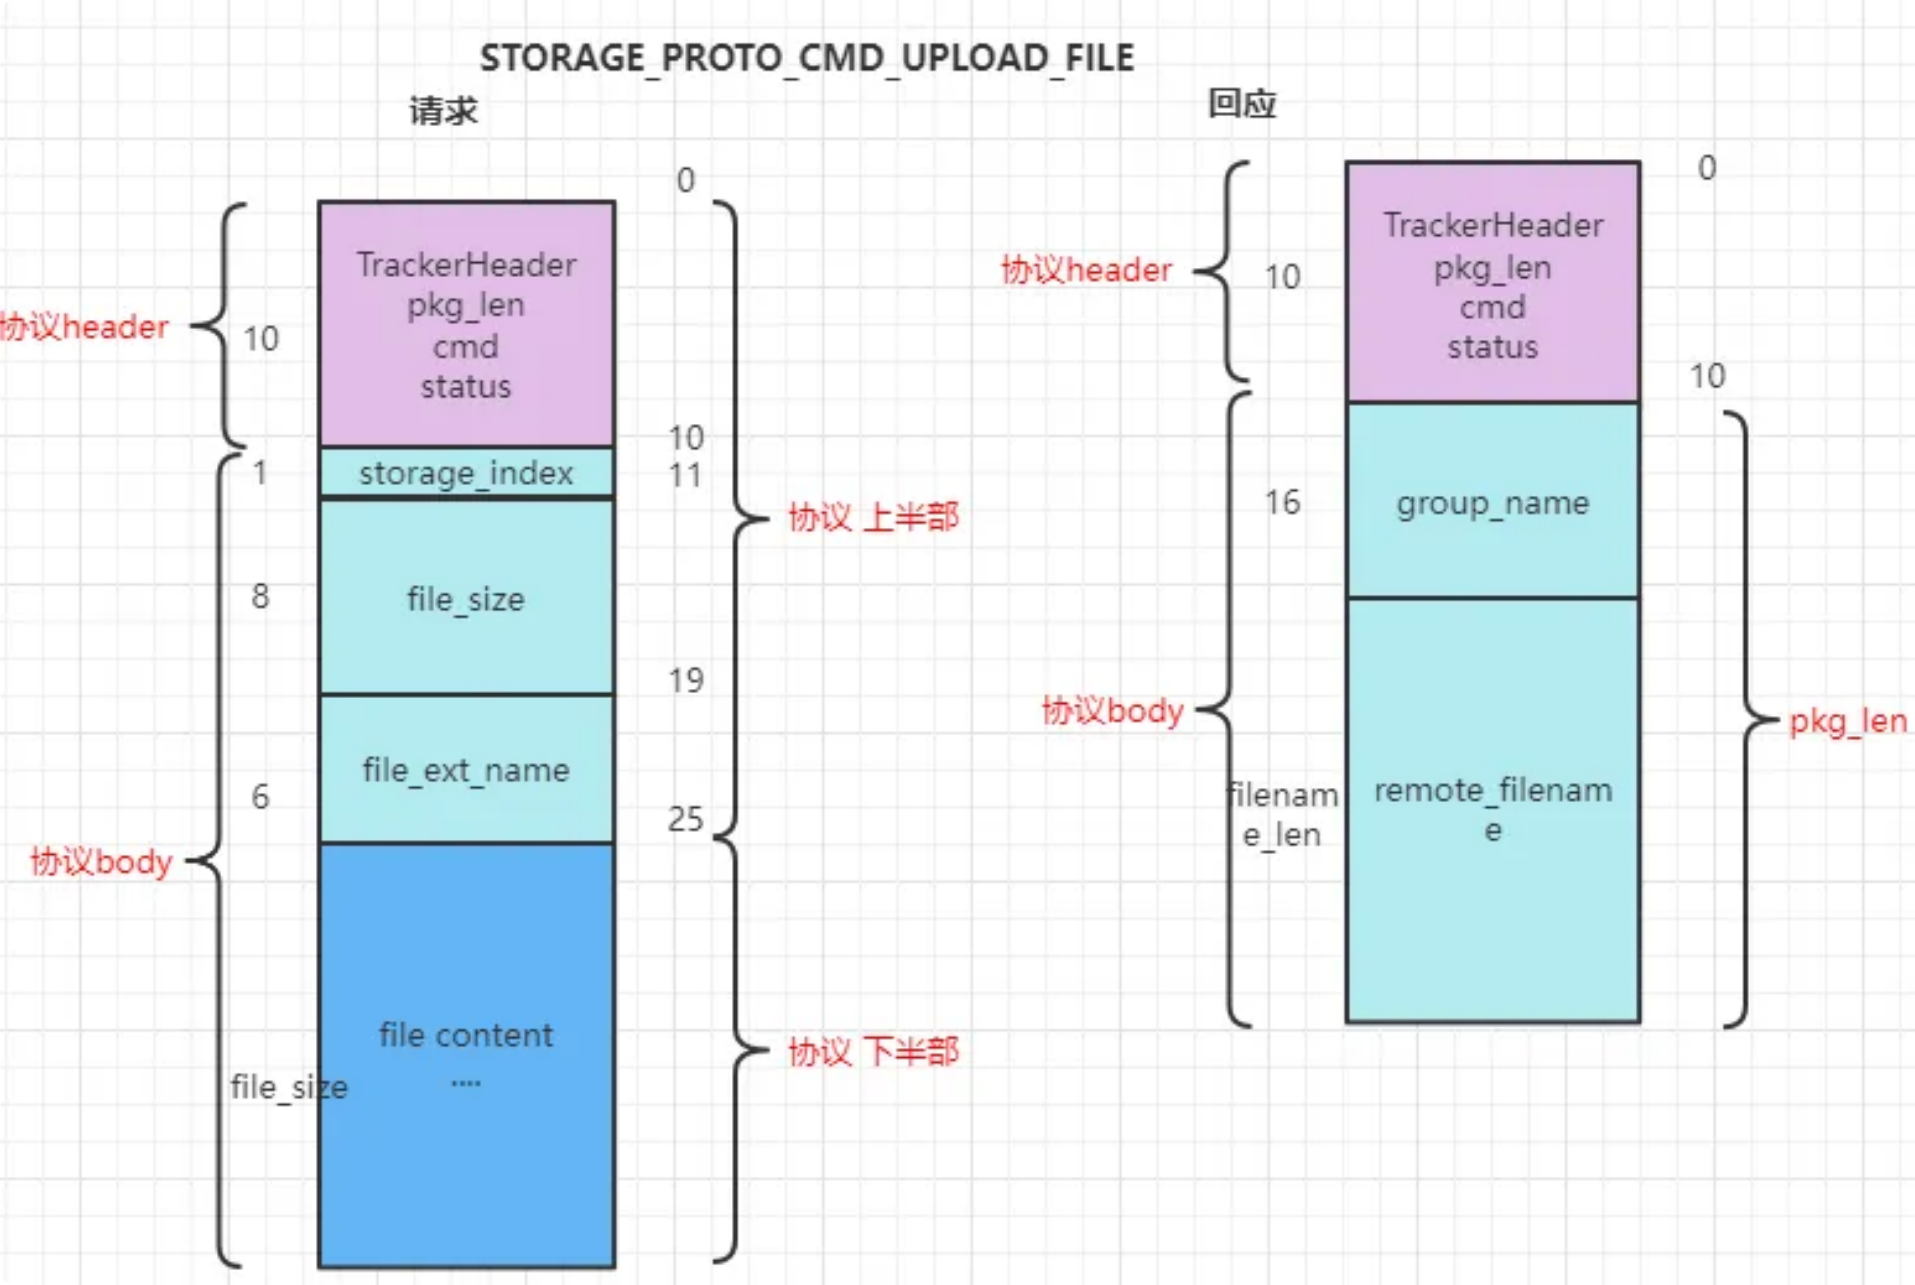 STORAGE_PROTO_CMD_UPLOAD_FILE
请求
0
协议header
10
TrackerHeader
pkg_len
cmd
status
10
1
storage_index
11
协议 上半部
8
file_size
19
6
file_ext_name
25
协议body
file content
....
file_size
协议 下半部
回应
0
协议header
10
TrackerHeader
pkg_len
cmd
status
10
16
group_name
协议body
filenam
e_len
remote_filenam
e
pkg_len